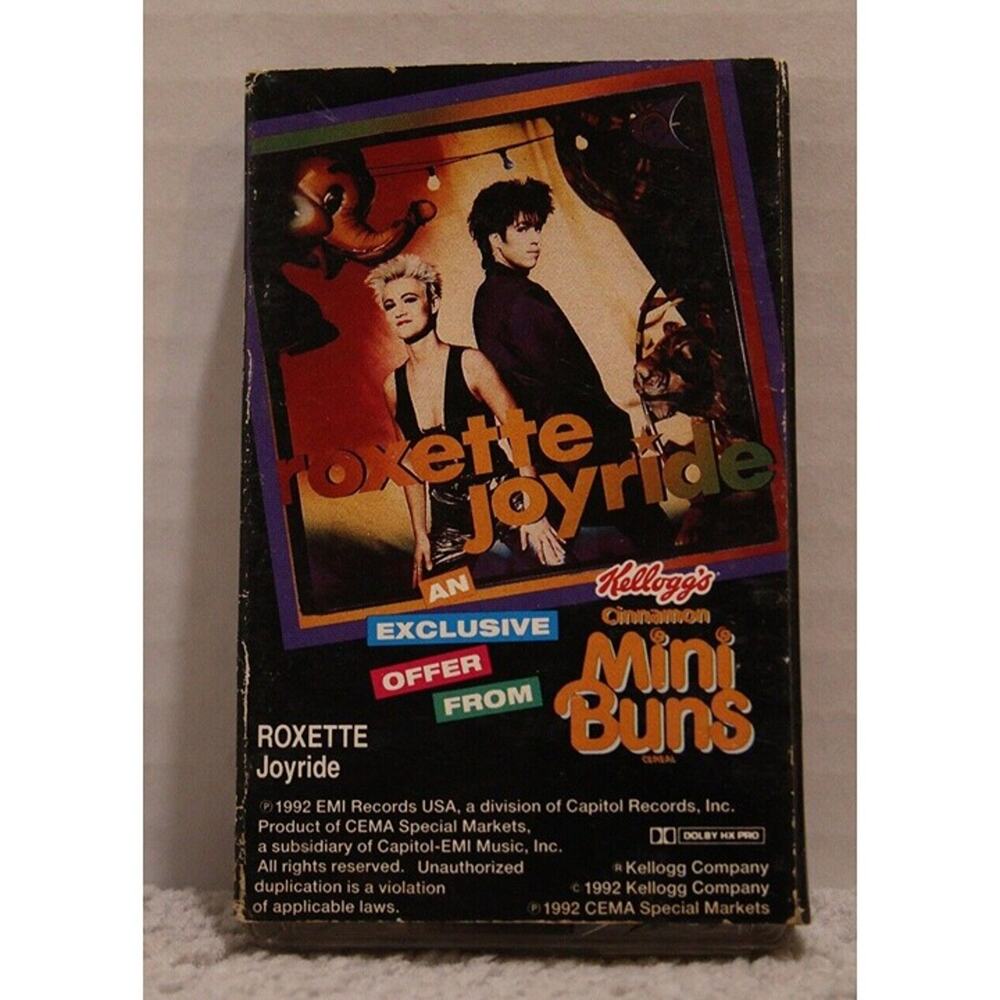 roxette
joyride
AN
EXCLUSIVE
OFFER
FROM
Kellogg's
Cinnamon
Mini
Buns
CEREAL
ROXETTE
Joyride
℗ 1992 EMI Records USA, a division of Capitol Records, Inc.
Product of CEMA Special Markets,
a subsidiary of Capitol-EMI Music, Inc.
All rights reserved. Unauthorized
duplication is a violation
of applicable laws.
DOLBY HX PRO
® Kellogg Company
© 1992 Kellogg Company
℗ 1992 CEMA Special Markets